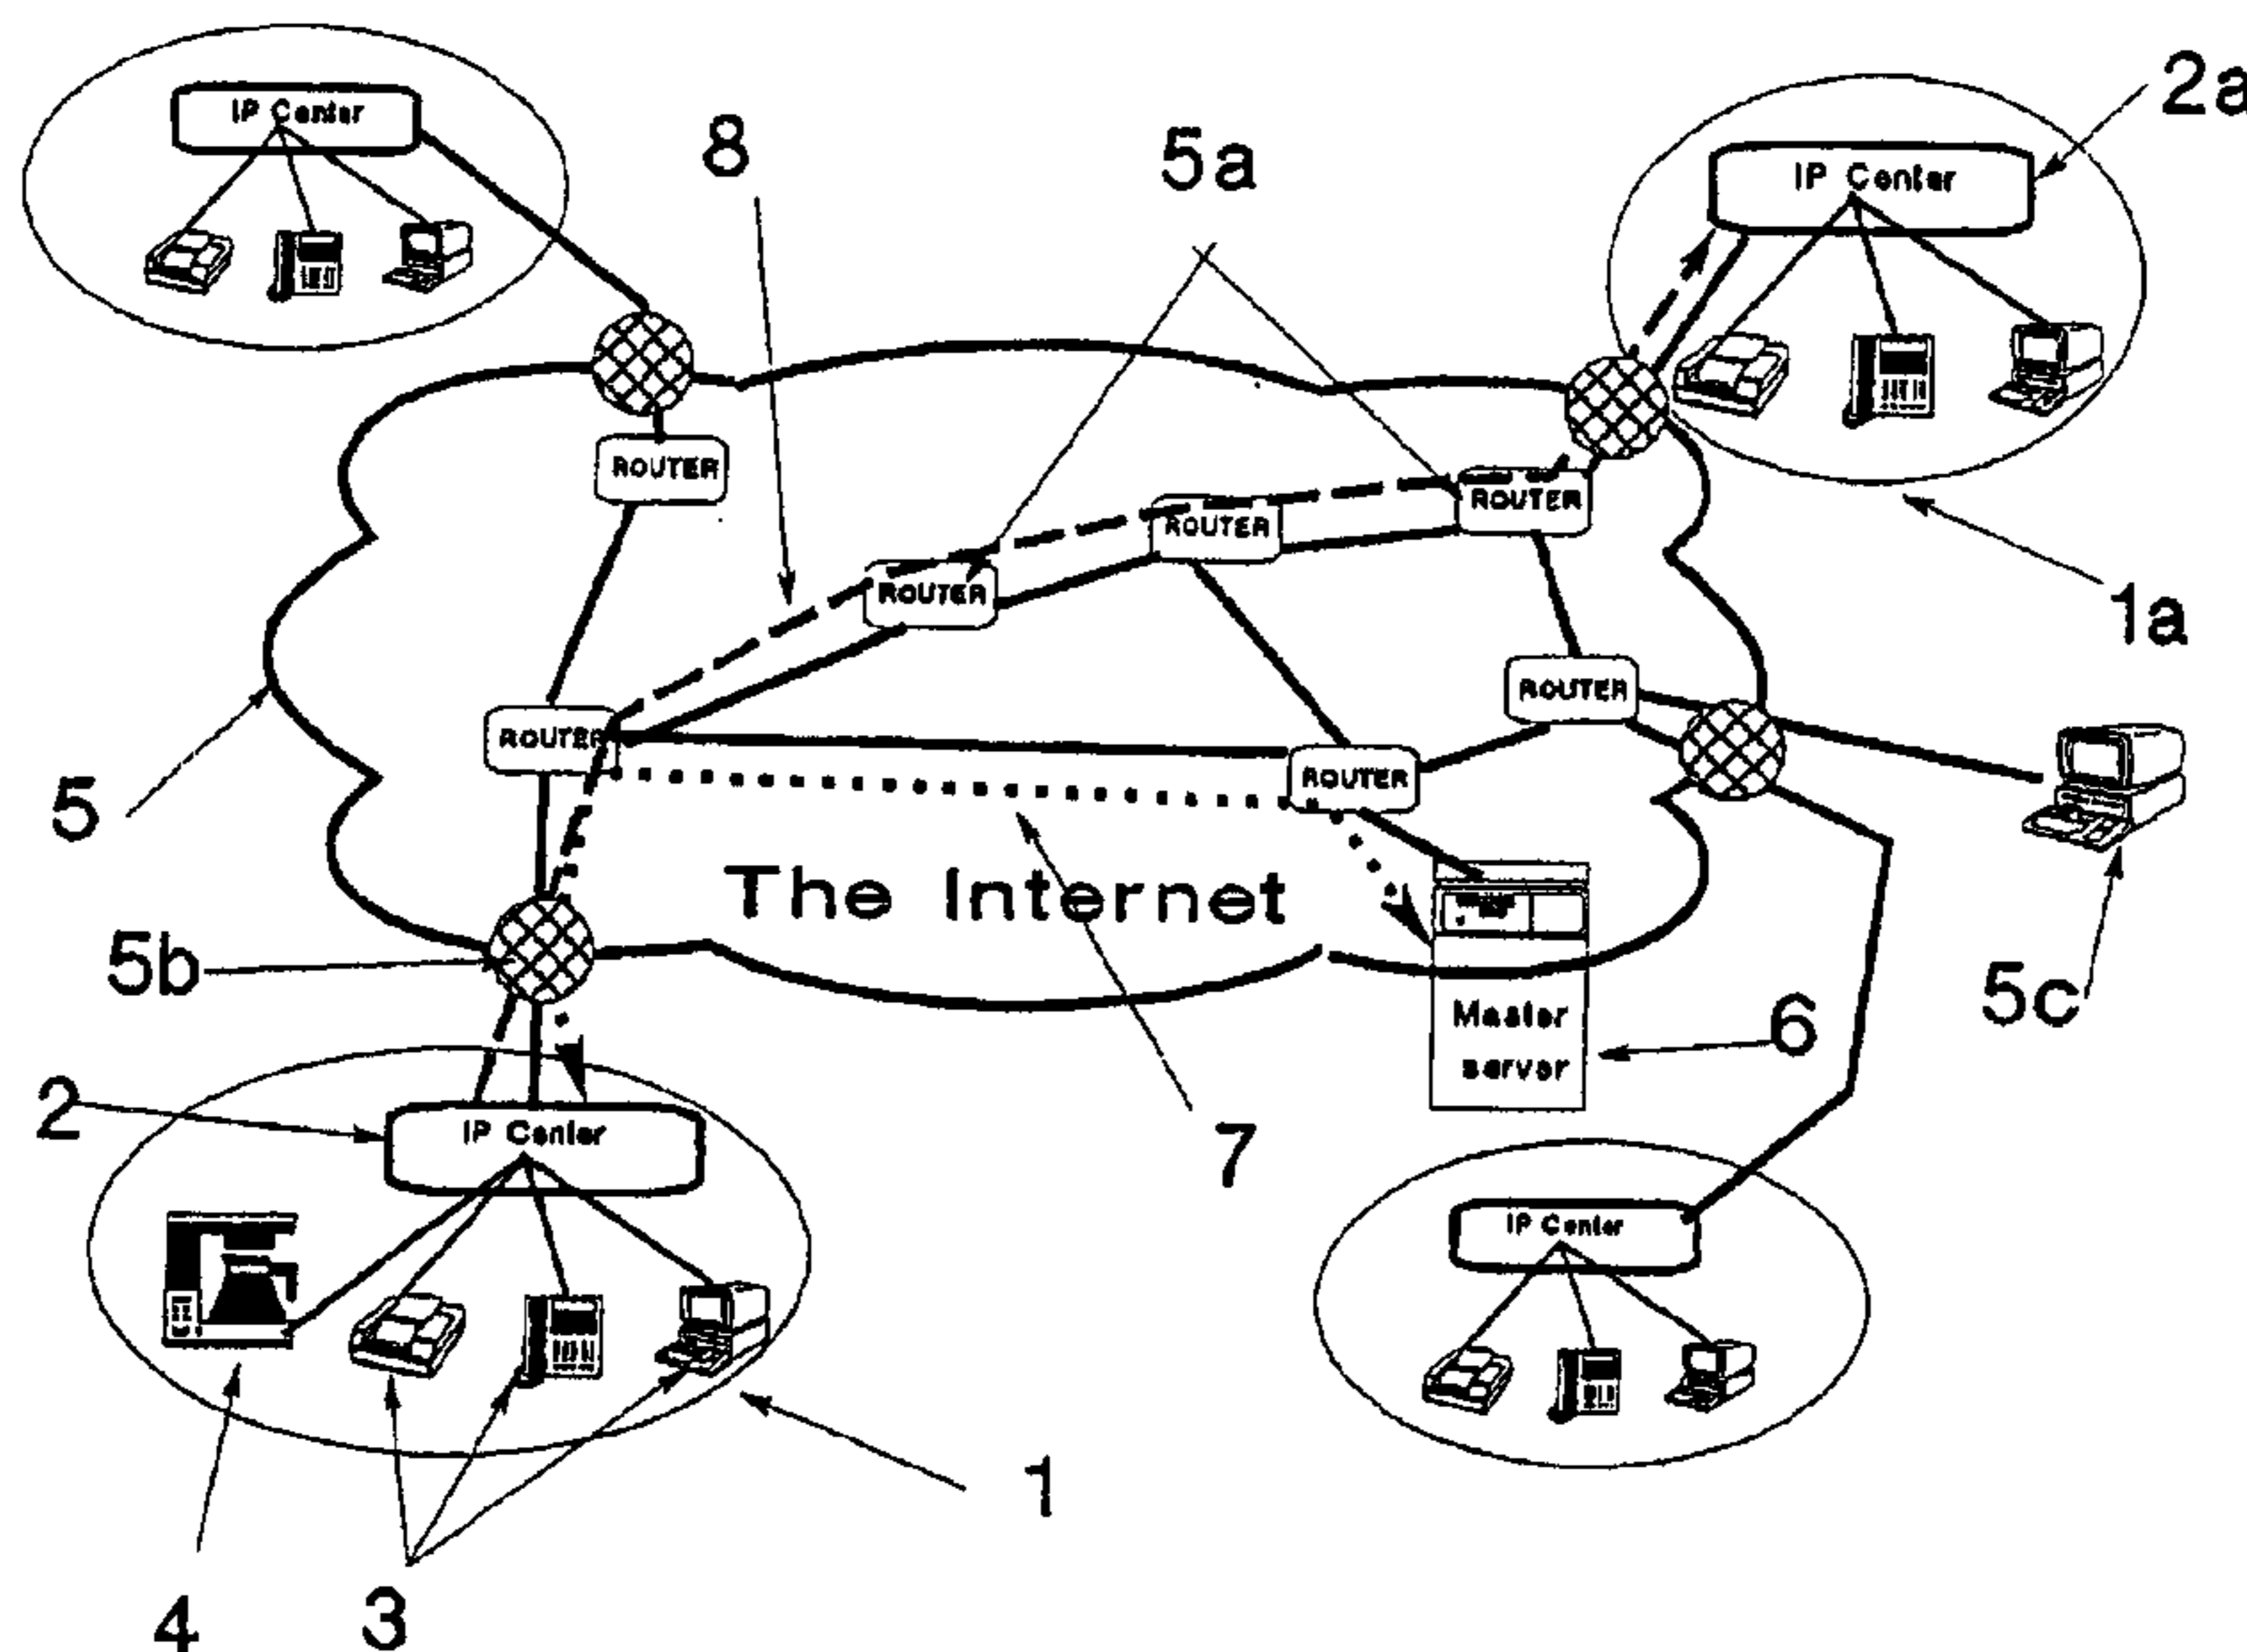 IP Center
2a
8
5a
IP Center
ROUTER
ROUTER
ROUTER
ROUTER
1a
ROUTER
ROUTER
ROUTER
5
The Internet
5b
5c
Master
server
6
2
IP Center
7
IP Center
1
4
3